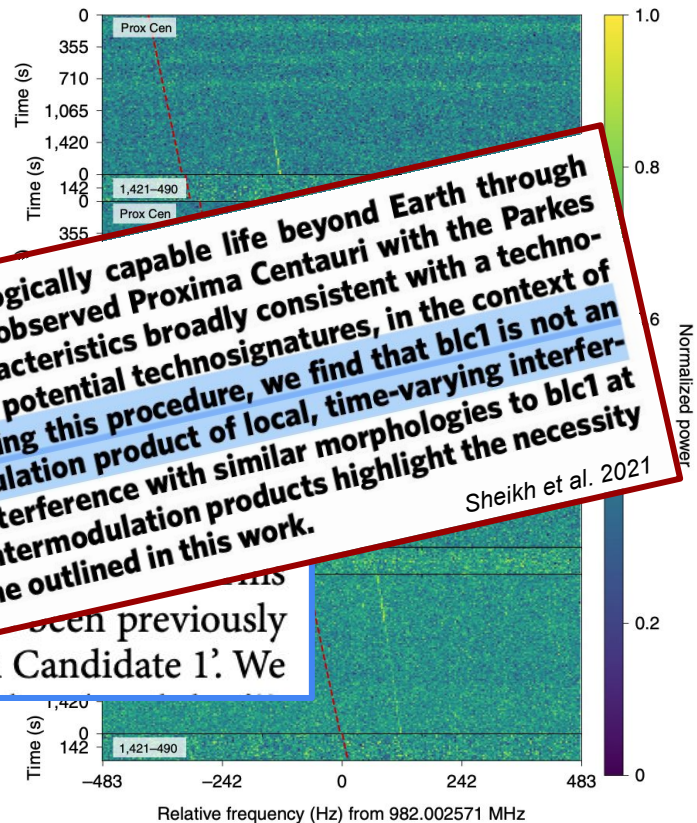 0
Prox Cen
355
710
1,065
1,420
Time (s)
0
142
1,421–490
Time (s)
0
Prox Cen
355
ogically capable life beyond Earth through
observed Proxima Centauri with the Parkes
acteristics broadly consistent with a techno-
potential technosignatures, in the context of
ing this procedure, we find that blc1 is not an
ulation product of local, time-varying interfer-
terference with similar morphologies to blc1 at
ntermodulation products highlight the necessity
ne outlined in this work.
Sheikh et al. 2021
been previously
Candidate 1’. We
1,420
0
142
1,421–490
Time (s)
–483
–242
0
242
483
Relative frequency (Hz) from 982.002571 MHz
1.0
0.8
6
0.2
0
Normalized power